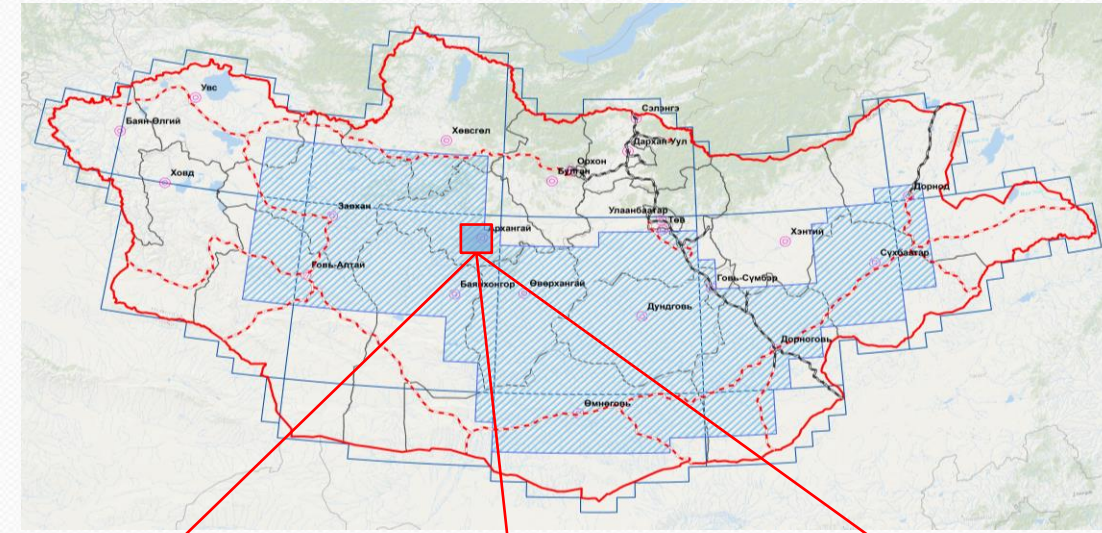 Увс
Баян-Өлгий
Ховд
Хөвсгөл
Сэлэнгэ
Дархан-Уул
Орхон
Булган
Завхан
Улаанбаатар
Төв
Архангай
Хэнтий
Дорнод
Сүхбаатар
Говь-Алтай
Баянхонгор
Өвөрхангай
Говь-Сүмбэр
Дундговь
Дорноговь
Өмнөговь